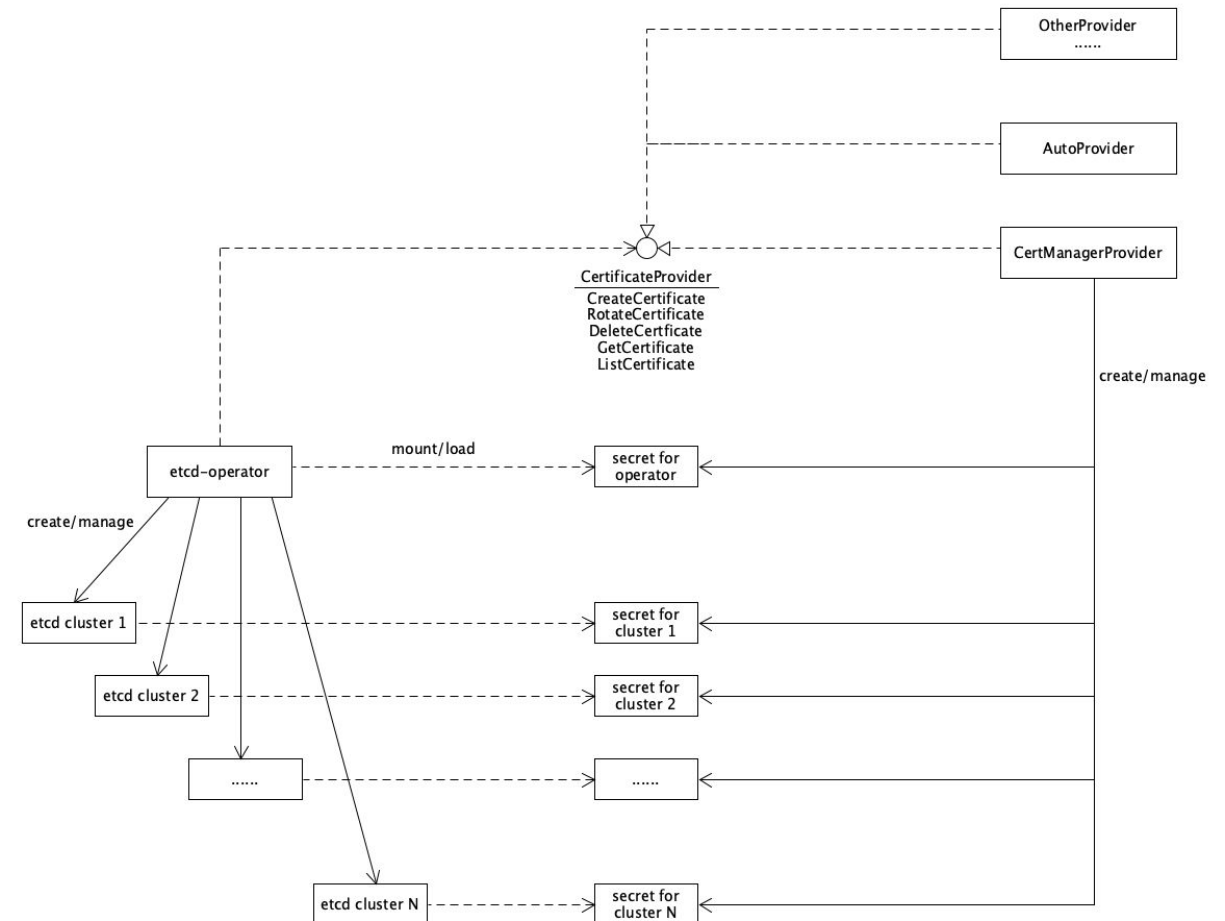 OtherProvider
......
AutoProvider
CertManagerProvider
CertificateProvider
CreateCertificate
RotateCertificate
DeleteCertficate
GetCertificate
ListCertificate
create/manage
etcd-operator
mount/load
secret for
operator
create/manage
etcd cluster 1
secret for
cluster 1
etcd cluster 2
secret for
cluster 2
......
......
etcd cluster N
secret for
cluster N